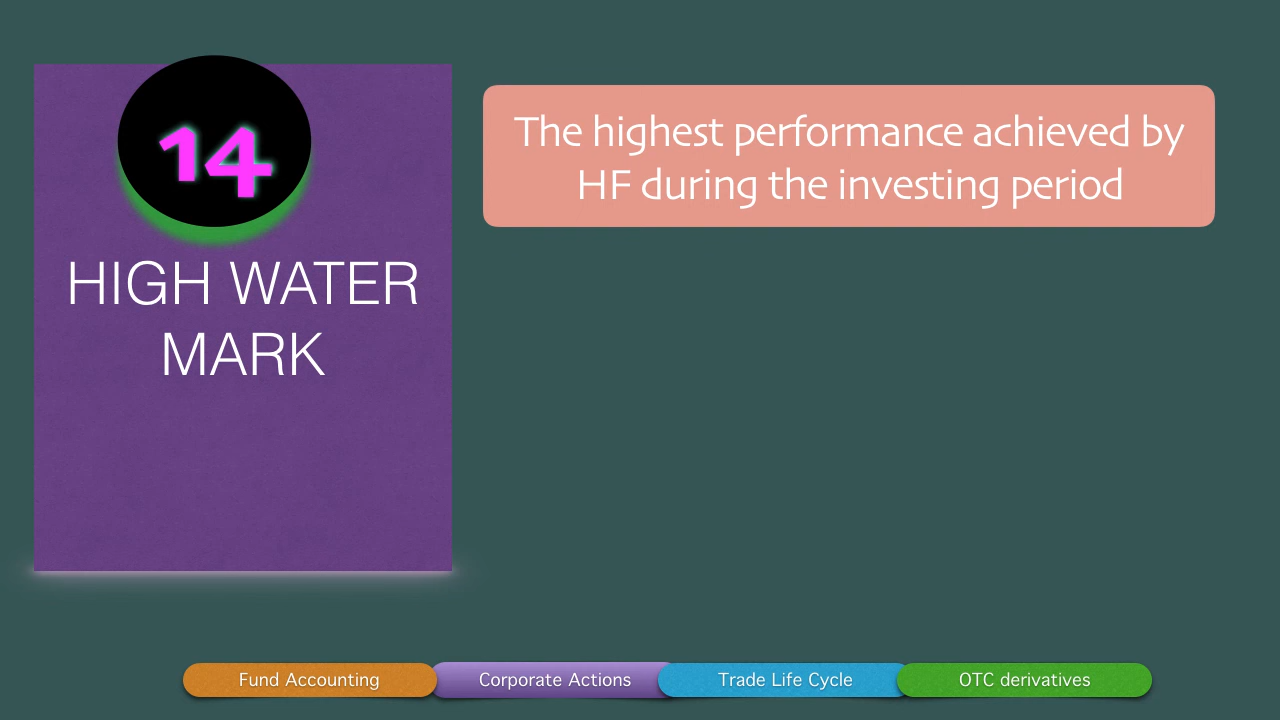 14
HIGH WATER
MARK
The highest performance achieved by
HF during the investing period
Fund Accounting
Corporate Actions
Trade Life Cycle
OTC derivatives